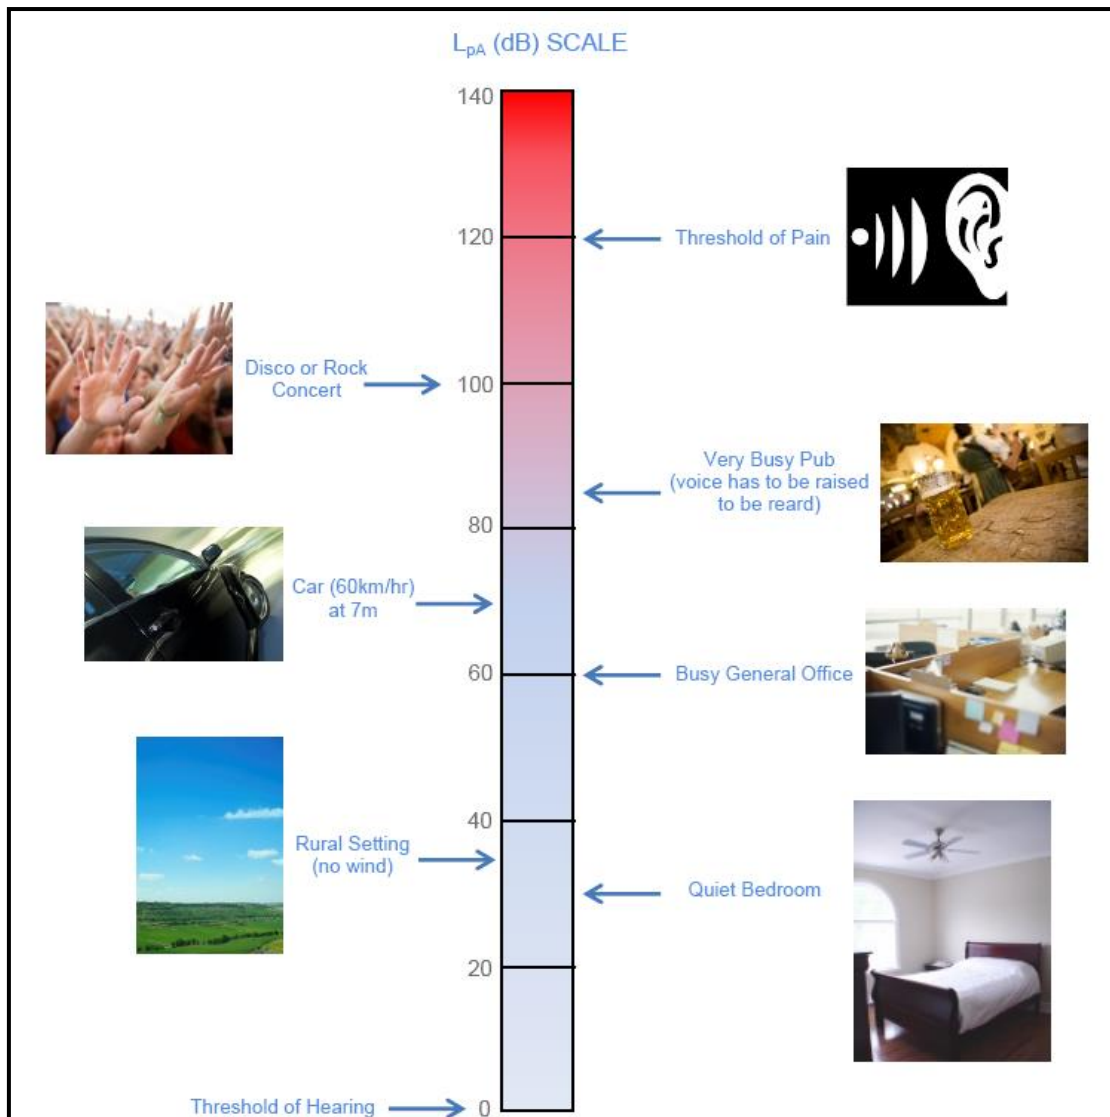 L_pA (dB) SCALE
140
120
Threshold of Pain
Disco or Rock
Concert
100
Very Busy Pub
(voice has to be raised
to be reard)
80
Car (60km/hr)
at 7m
60
Busy General Office
40
Rural Setting
(no wind)
Quiet Bedroom
20
Threshold of Hearing
0